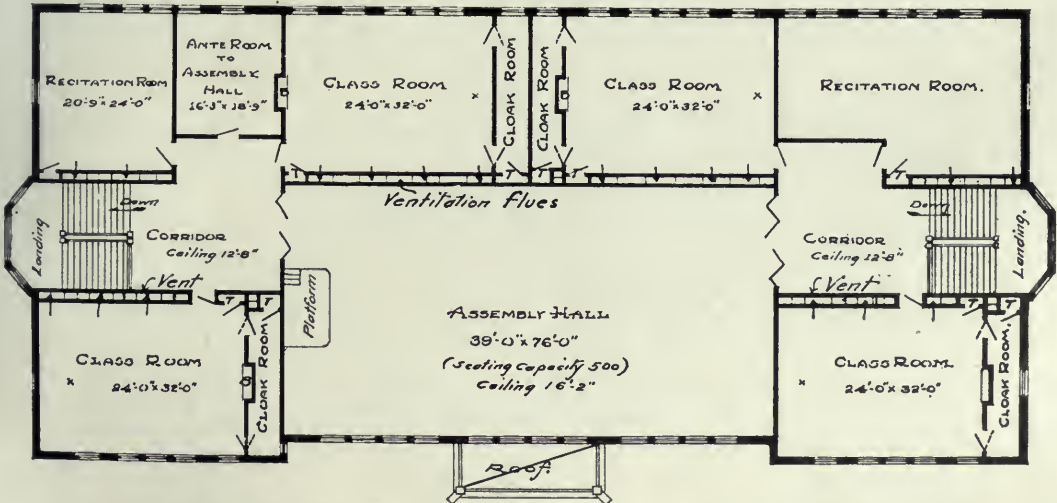 RECITATION ROOM
20'-9" x 24'-0"
ANTE ROOM
TO
ASSEMBLY
HALL
16'-3" x 18'-9"
CLASS ROOM
24'-0" x 32'-0"
x
CLOAK ROOM
CLOAK ROOM
CLASS ROOM
24'-0" x 32'-0"
x
RECITATION ROOM.
T
T
T
T
T
Ventilation Flues
Landing
Down
CORRIDOR
Ceiling 12'-8"
Vent
T
T
Platform
ASSEMBLY HALL
39'-0" x 76'-0"
(Seating capacity 500)
Ceiling 16'-2"
Down
Landing.
CORRIDOR
Ceiling 12'-8"
Vent
T
T
CLASS ROOM
24'-0" x 32'-0"
x
CLOAK ROOM
CLASS ROOM
24'-0" x 32'-0"
x
CLOAK ROOM.
Roof.